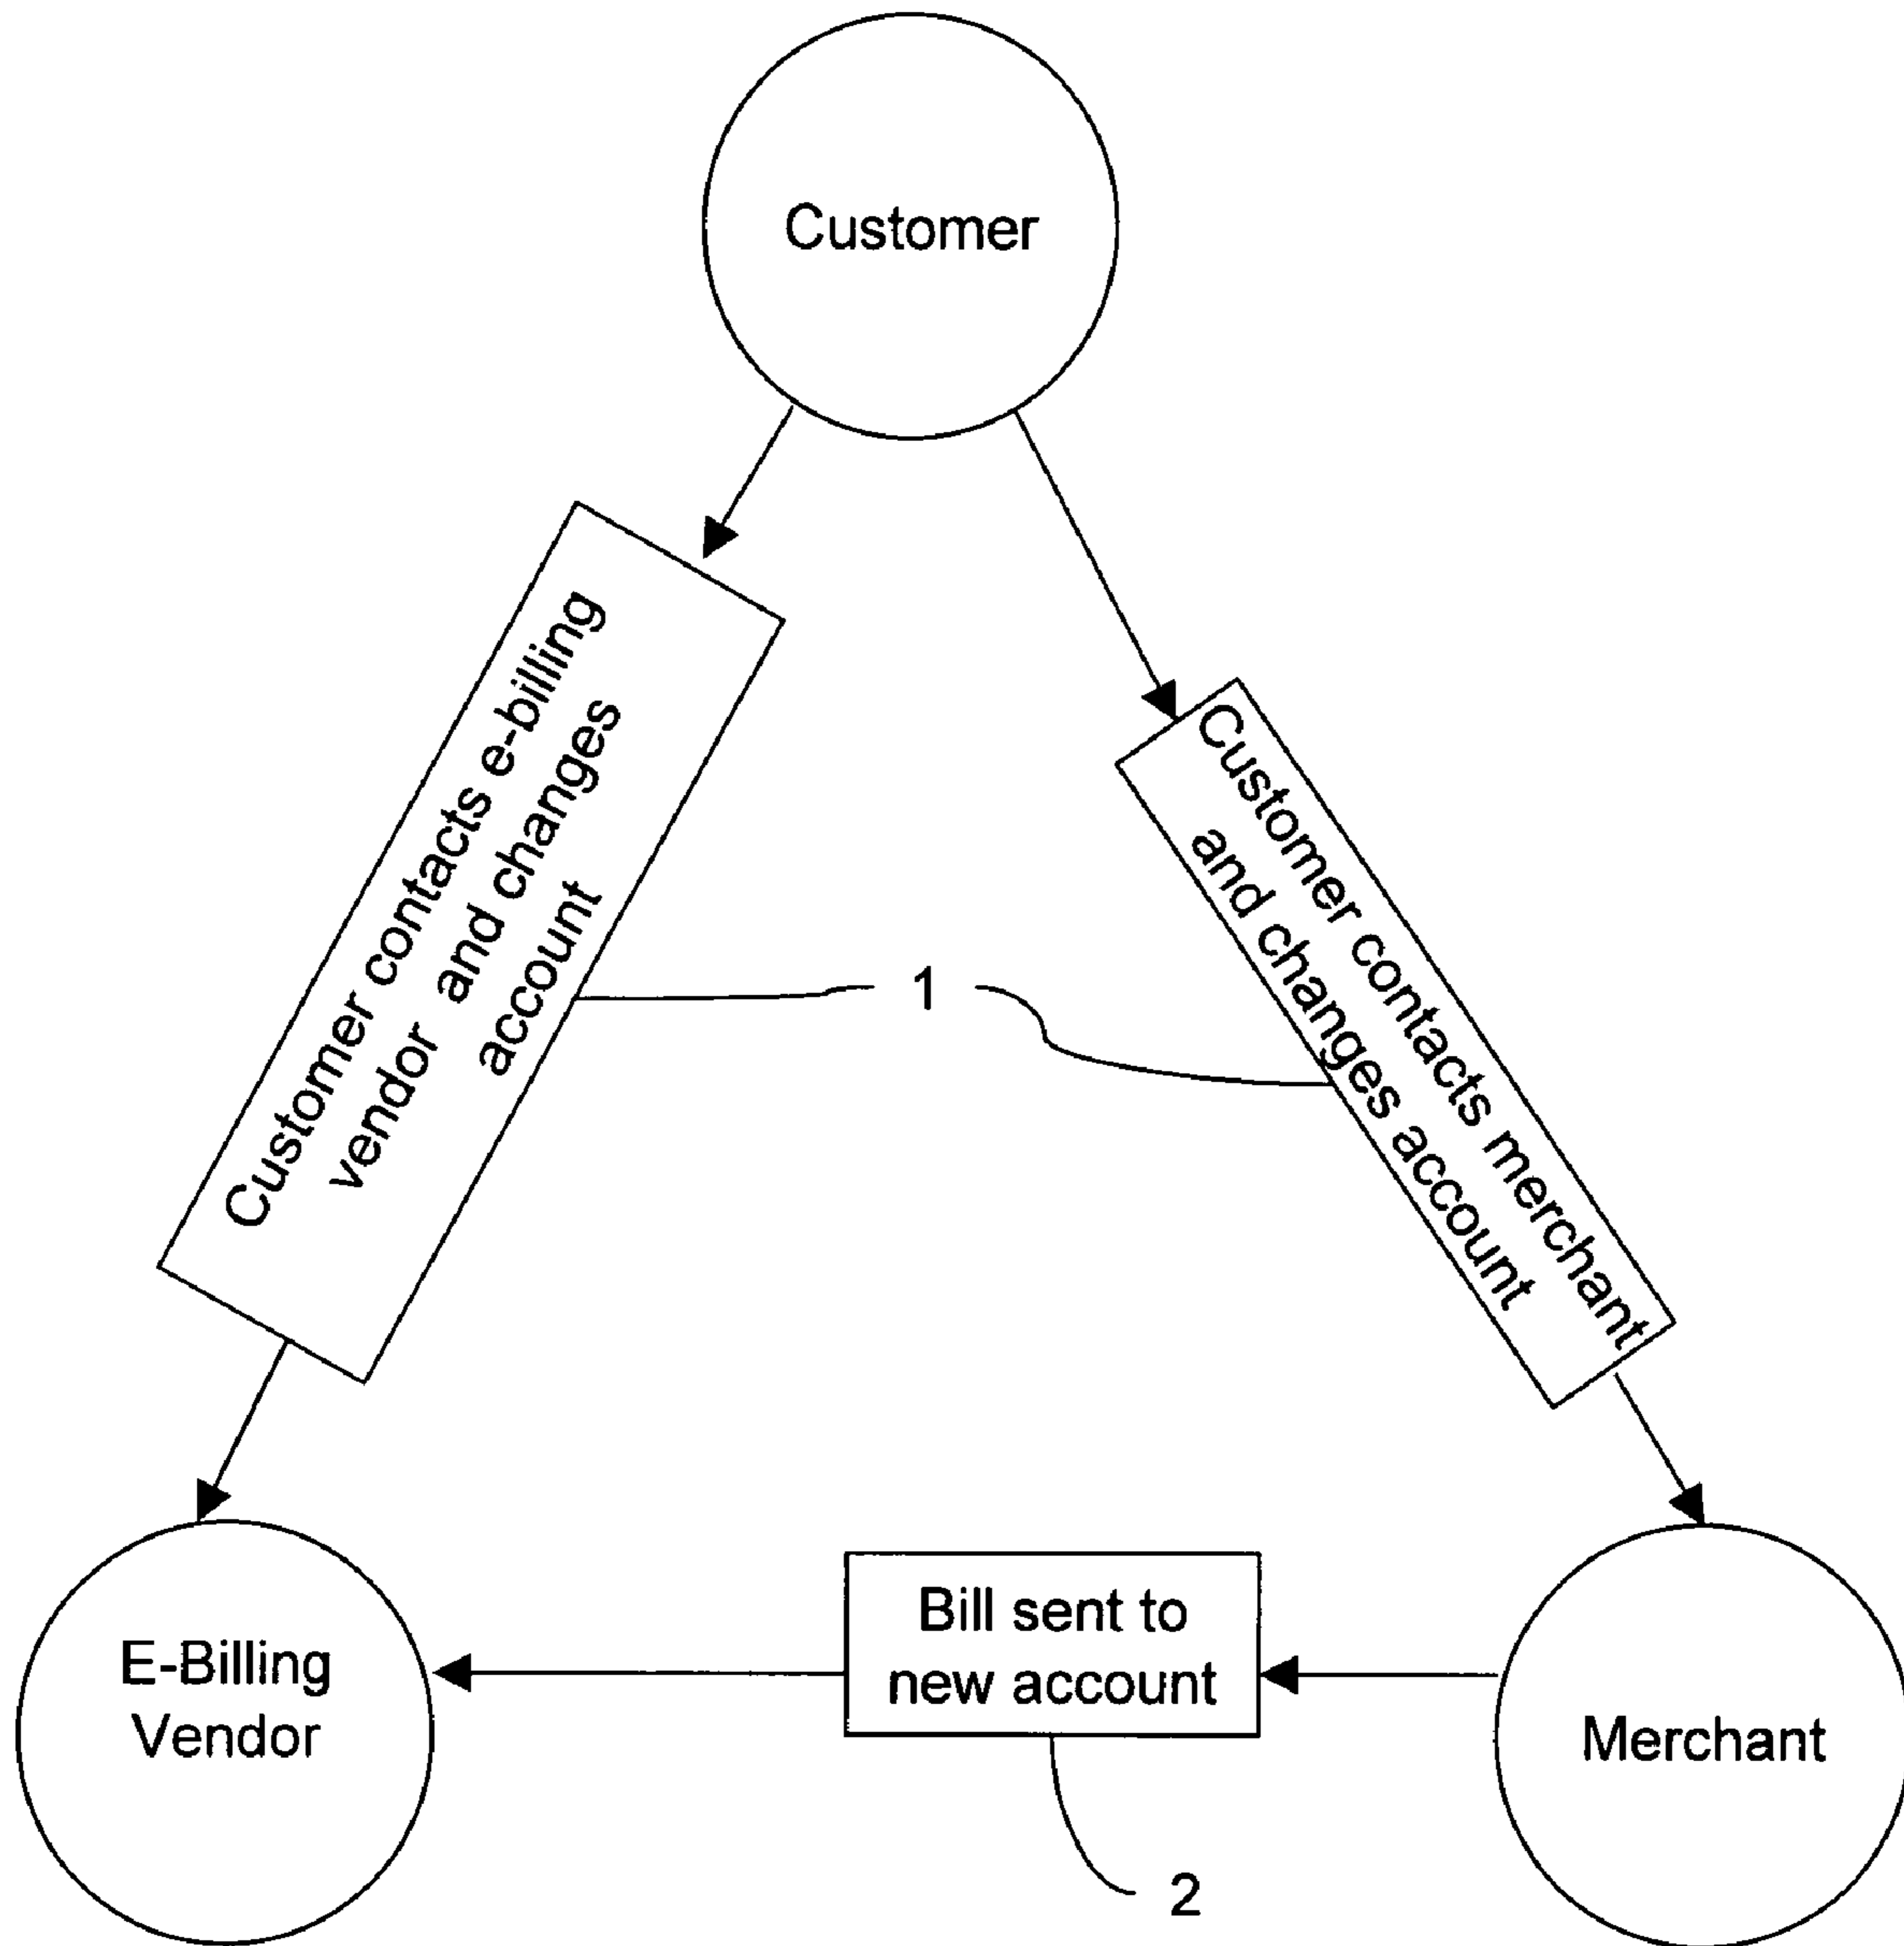 Customer
Customer contacts e-billing
vendor and changes
account
Customer contacts merchant
and changes account
1
Bill sent to
new account
E-Billing
Vendor
Merchant
2